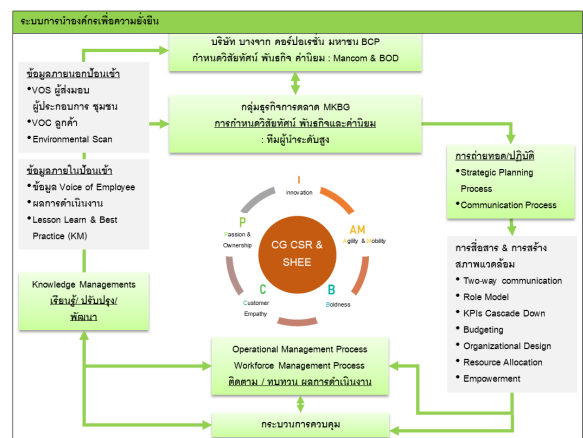 ระบบการนำองค์กรเพื่อความยั่งยืน
บริษัท บางจาก คอร์ปอเรชั่น มหาชน BCP
กำหนดวิสัยทัศน์ พันธกิจ ค่านิยม : Mancom & BOD
ข้อมูลภายนอกป้อนเข้า
•VOS ผู้ส่งมอบ
ผู้ประกอบการ ชุมชน
•VOC ลูกค้า
•Environmental Scan
กลุ่มธุรกิจการตลาด MKBG
การกำหนดวิสัยทัศน์ พันธกิจและค่านิยม
: ทีมผู้นำระดับสูง
ข้อมูลภายในป้อนเข้า
•ข้อมูล Voice of Employee
•ผลการดำเนินงาน
•Lesson Learn & Best
Practice (KM)
การถ่ายทอด/ปฏิบัติ
•Strategic Planning
Process
•Communication Process
I
Innovation
P
Passion &
Ownership
AM
Agility & Mobility
CG CSR &
SHEE
C
Customer
Empathy
B
Boldness
การสื่อสาร & การสร้าง
สภาพแวดล้อม
• Two-way communication
• Role Model
• KPIs Cascade Down
• Budgeting
• Organizational Design
• Resource Allocation
• Empowerment
Knowledge Managements
เรียนรู้/ ปรับปรุง/
พัฒนา
Operational Management Process
Workforce Management Process
ติดตาม / ทบทวน ผลการดำเนินงาน
กระบวนการควบคุม